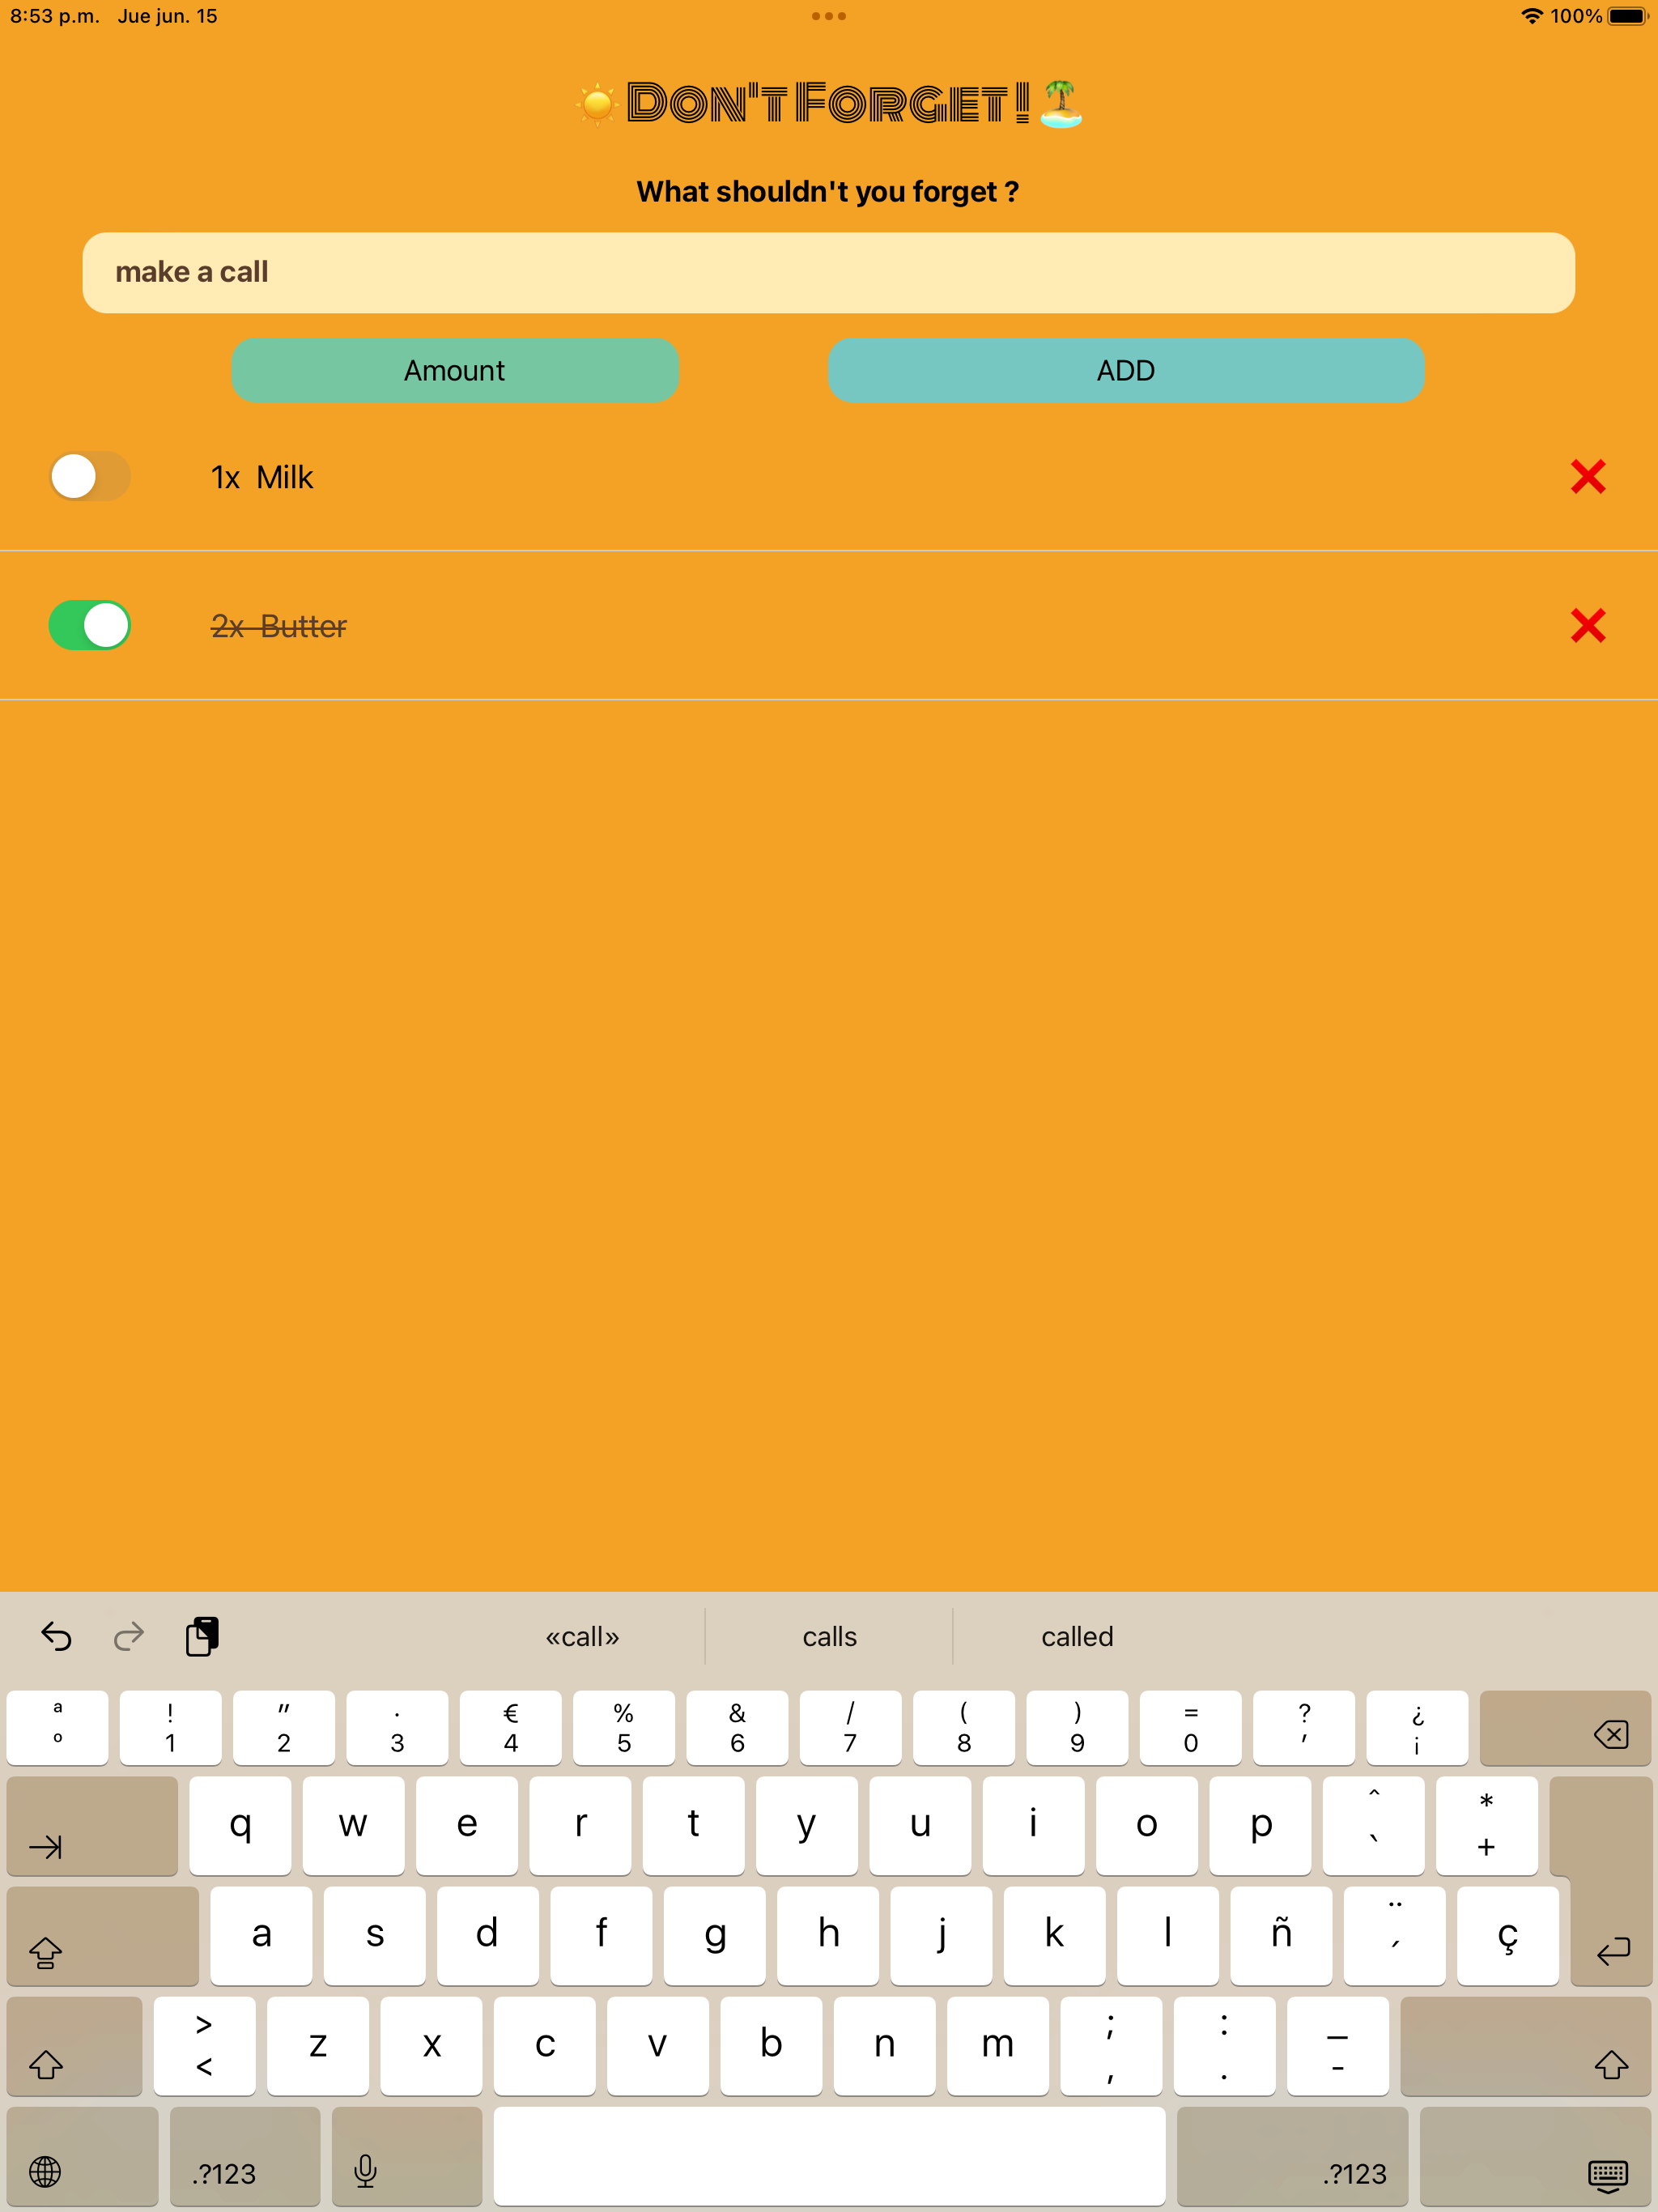 8:53 p.m. Jue jun. 15 100%
☀️DON'T FORGET!🏝️
What shouldn't you forget ?
make a call
Amount ADD
1x Milk
2x Butter
«call» calls called
ª ! " · € % & / ( ) = ? ¿
º 1 2 3 4 5 6 7 8 9 0 ' ¡
q w e r t y u i o p ^ ` * +
a s d f g h j k l ñ ¨ ´ ç
> < z x c v b n m ; , : . _ -
.?123 .?123